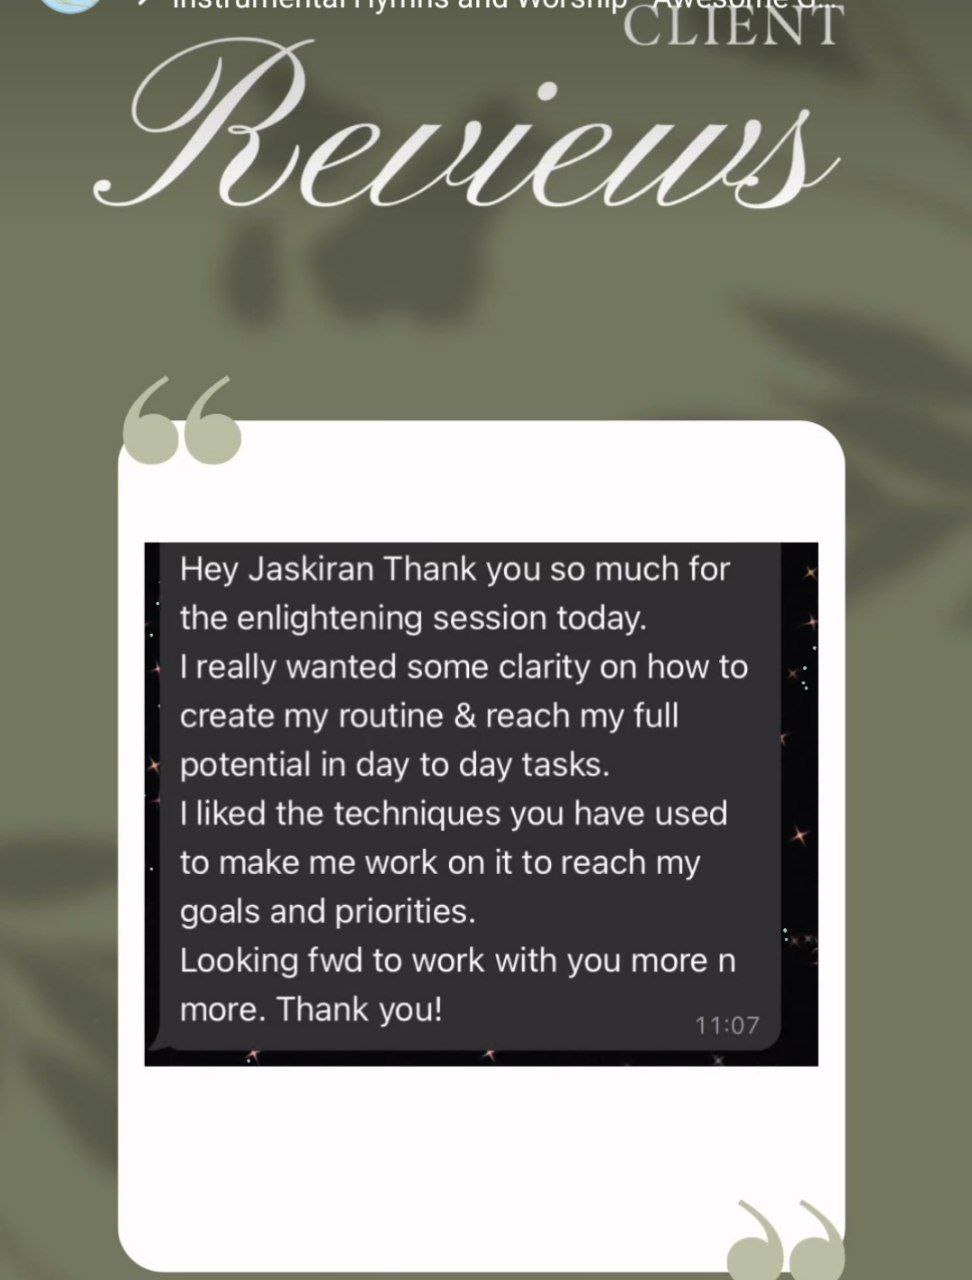 Instrumental Hymns and Worship Awesome G...
CLIENT
Reviews
Hey Jaskiran Thank you so much for
the enlightening session today.
I really wanted some clarity on how to
create my routine & reach my full
potential in day to day tasks.
I liked the techniques you have used
to make me work on it to reach my
goals and priorities.
Looking fwd to work with you more n
more. Thank you!
11:07